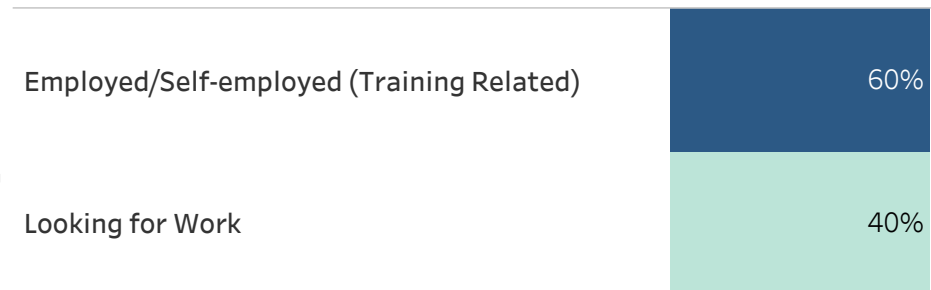 Employed/Self-employed (Training Related) 60%
Looking for Work 40%